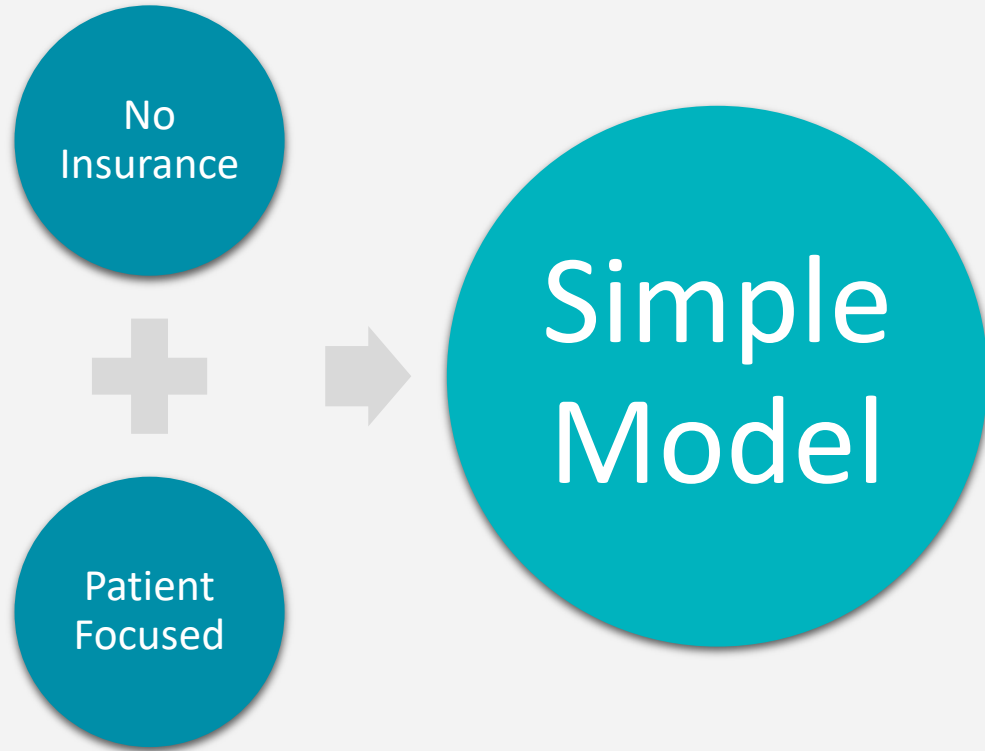 No
Insurance
Patient
Focused
Simple
Model